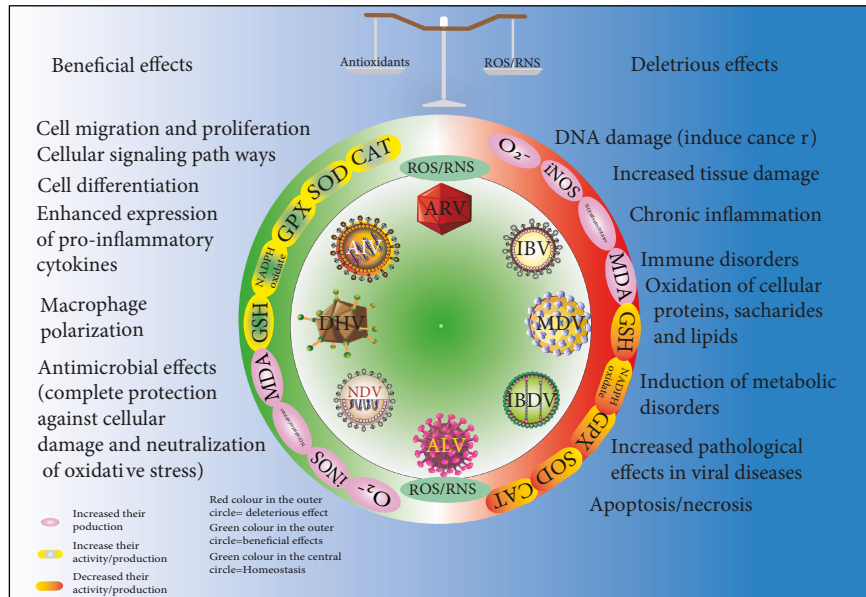 Antioxidants
ROS/RNS
Beneficial effects
Deletrious effects
Cell migration and proliferation
Cellular signaling path ways
Cell differentiation
Enhanced expression
of pro-inflammatory
cytokines
Macrophage
polarization
Antimicrobial effects
(complete protection
against cellular
damage and neutralization
of oxidative stress)
DNA damage (induce cance r)
Increased tissue damage
Chronic inflammation
Immune disorders
Oxidation of cellular
proteins, sacharides
and lipids
Induction of metabolic
disorders
Increased pathological
effects in viral diseases
Apoptosis/necrosis
ROS/RNS
CAT
SOD
GPX
NADPH
oxidate
GSH
MDA
iNOS
O₂⁻
ROS/RNS
O₂⁻
iNOS
MDA
GSH
NADPH
oxidate
GPX
SOD
CAT
ARV
IBV
MDV
IBDV
ALV
NDV
DHV
AIV
Increased their
poduction
Increase their
activity/production
Decreased their
activity/production
Red colour in the outer
circle= deleterious effect
Green colour in the outer
circle=beneficial effects
Green colour in the central
circle=Homeostasis